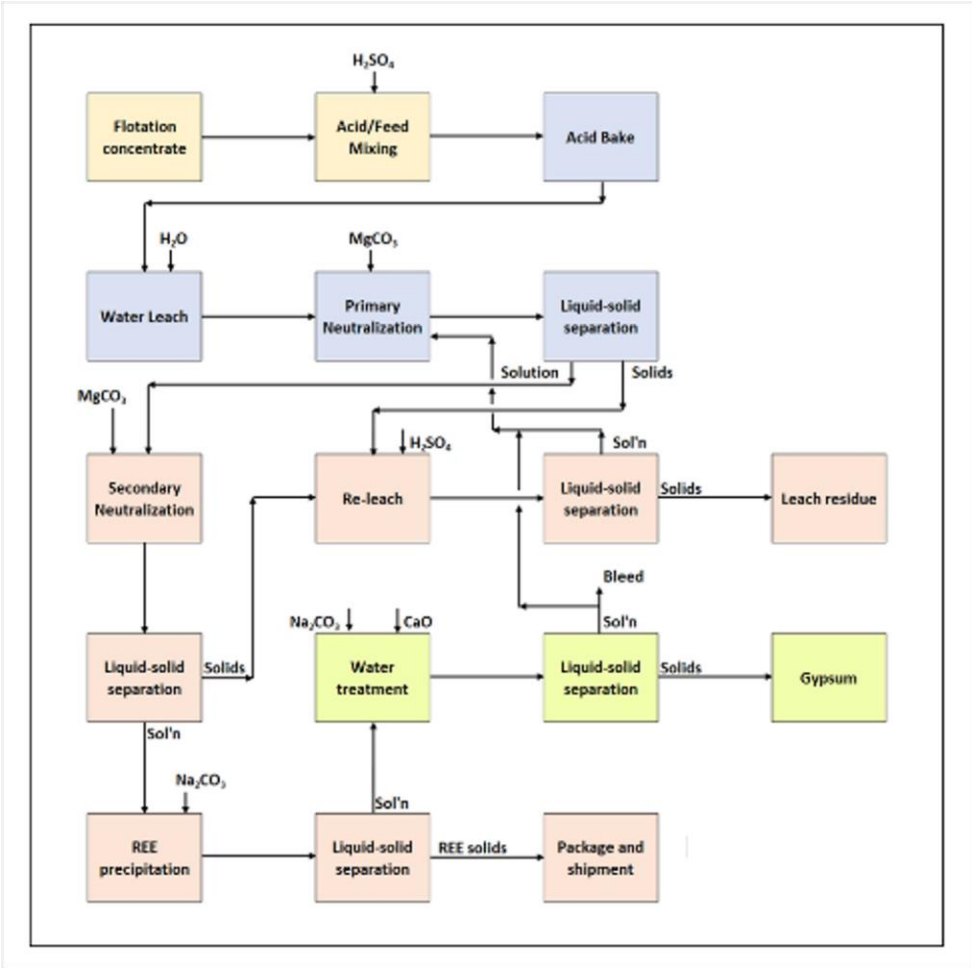 H₂SO₄
Flotation
concentrate
Acid/Feed
Mixing
Acid Bake
H₂O
MgCO₃
Water Leach
Primary
Neutralization
Liquid-solid
separation
Solution
Solids
MgCO₃
H₂SO₄
Sol'n
Secondary
Neutralization
Re-leach
Liquid-solid
separation
Solids
Leach residue
Bleed
Na₂CO₃
CaO
Sol'n
Liquid-solid
separation
Solids
Water
treatment
Liquid-solid
separation
Solids
Gypsum
Sol'n
Na₂CO₃
Sol'n
REE
precipitation
Liquid-solid
separation
REE solids
Package and
shipment